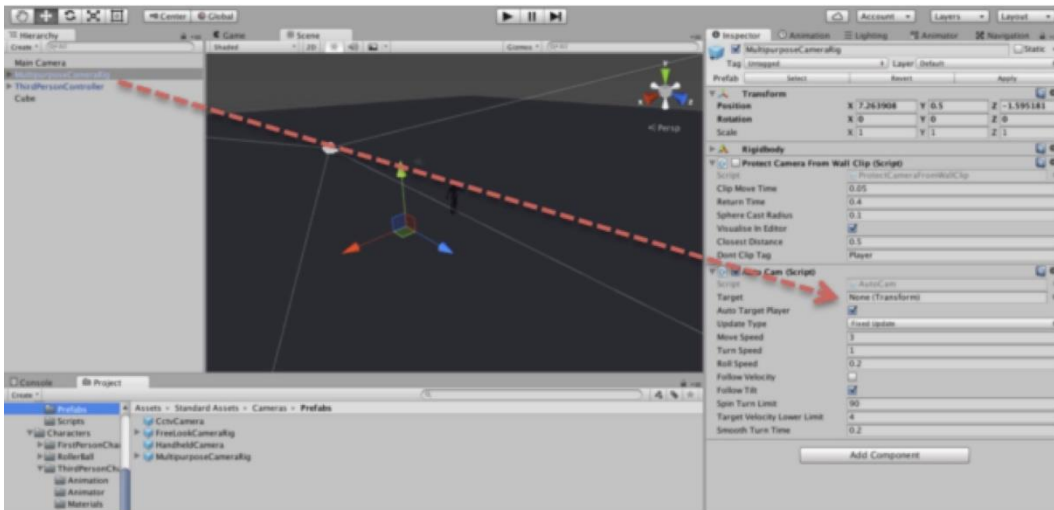 Center Global
Account Layers Layout
Hierarchy
Create
Main Camera
MultipurposeCameraRig
ThirdPersonController
Cube
Game Scene
Shaded 2D Gizmos
y
x z
Persp
Inspector Animation Lighting Animator Navigation
MultipurposeCameraRig Static
Tag Untagged Layer Default
Prefab Select Revert Apply
Transform
Position X 7.263908 Y 0.5 Z -1.595181
Rotation X 0 Y 0 Z 0
Scale X 1 Y 1 Z 1
Rigidbody
Protect Camera From Wall Clip (Script)
Script ProtectCameraFromWallClip
Clip Move Time 0.05
Return Time 0.4
Sphere Cast Radius 0.1
Visualise In Editor
Closest Distance 0.5
Dont Clip Tag Player
Auto Cam (Script)
Script AutoCam
Target None (Transform)
Auto Target Player
Update Type Fixed Update
Move Speed 3
Turn Speed 1
Roll Speed 0.2
Follow Velocity
Follow Tilt
Spin Turn Limit 90
Target Velocity Lower Limit 4
Smooth Turn Time 0.2
Add Component
Console Project
Create
Prefabs
Scripts
Characters
FirstPersonChar
RollerBall
ThirdPersonCha
Animation
Animator
Materials
Assets Standard Assets Cameras Prefabs
CctvCamera
FreeLookCameraRig
HandheldCamera
MultipurposeCameraRig